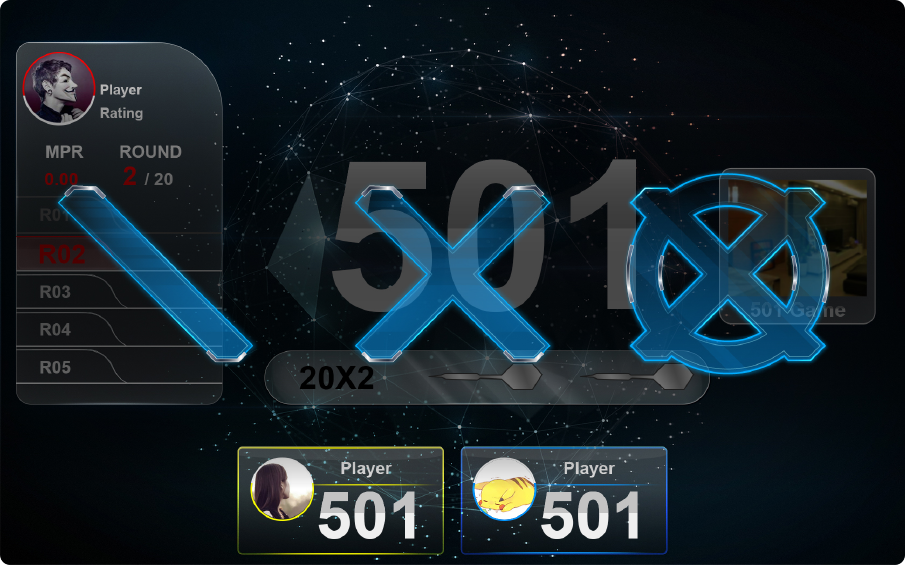 Player
Rating
MPR ROUND
0.00 2 / 20
R01
R02
R03
R04
R05
501
501 Game
20X2
Player
501
Player
501